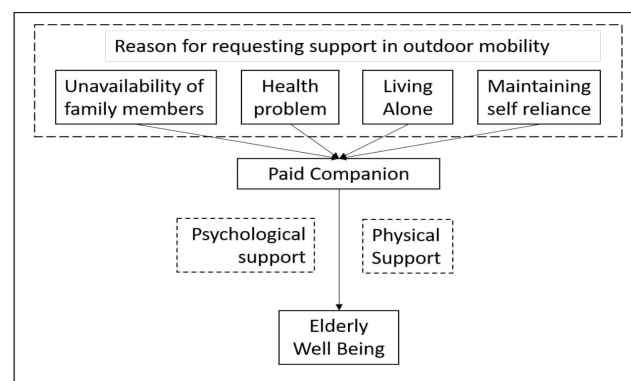 Reason for requesting support in outdoor mobility
Unavailability of
family members
Health
problem
Living
Alone
Maintaining
self reliance
Paid Companion
Psychological
support
Physical
Support
Elderly
Well Being